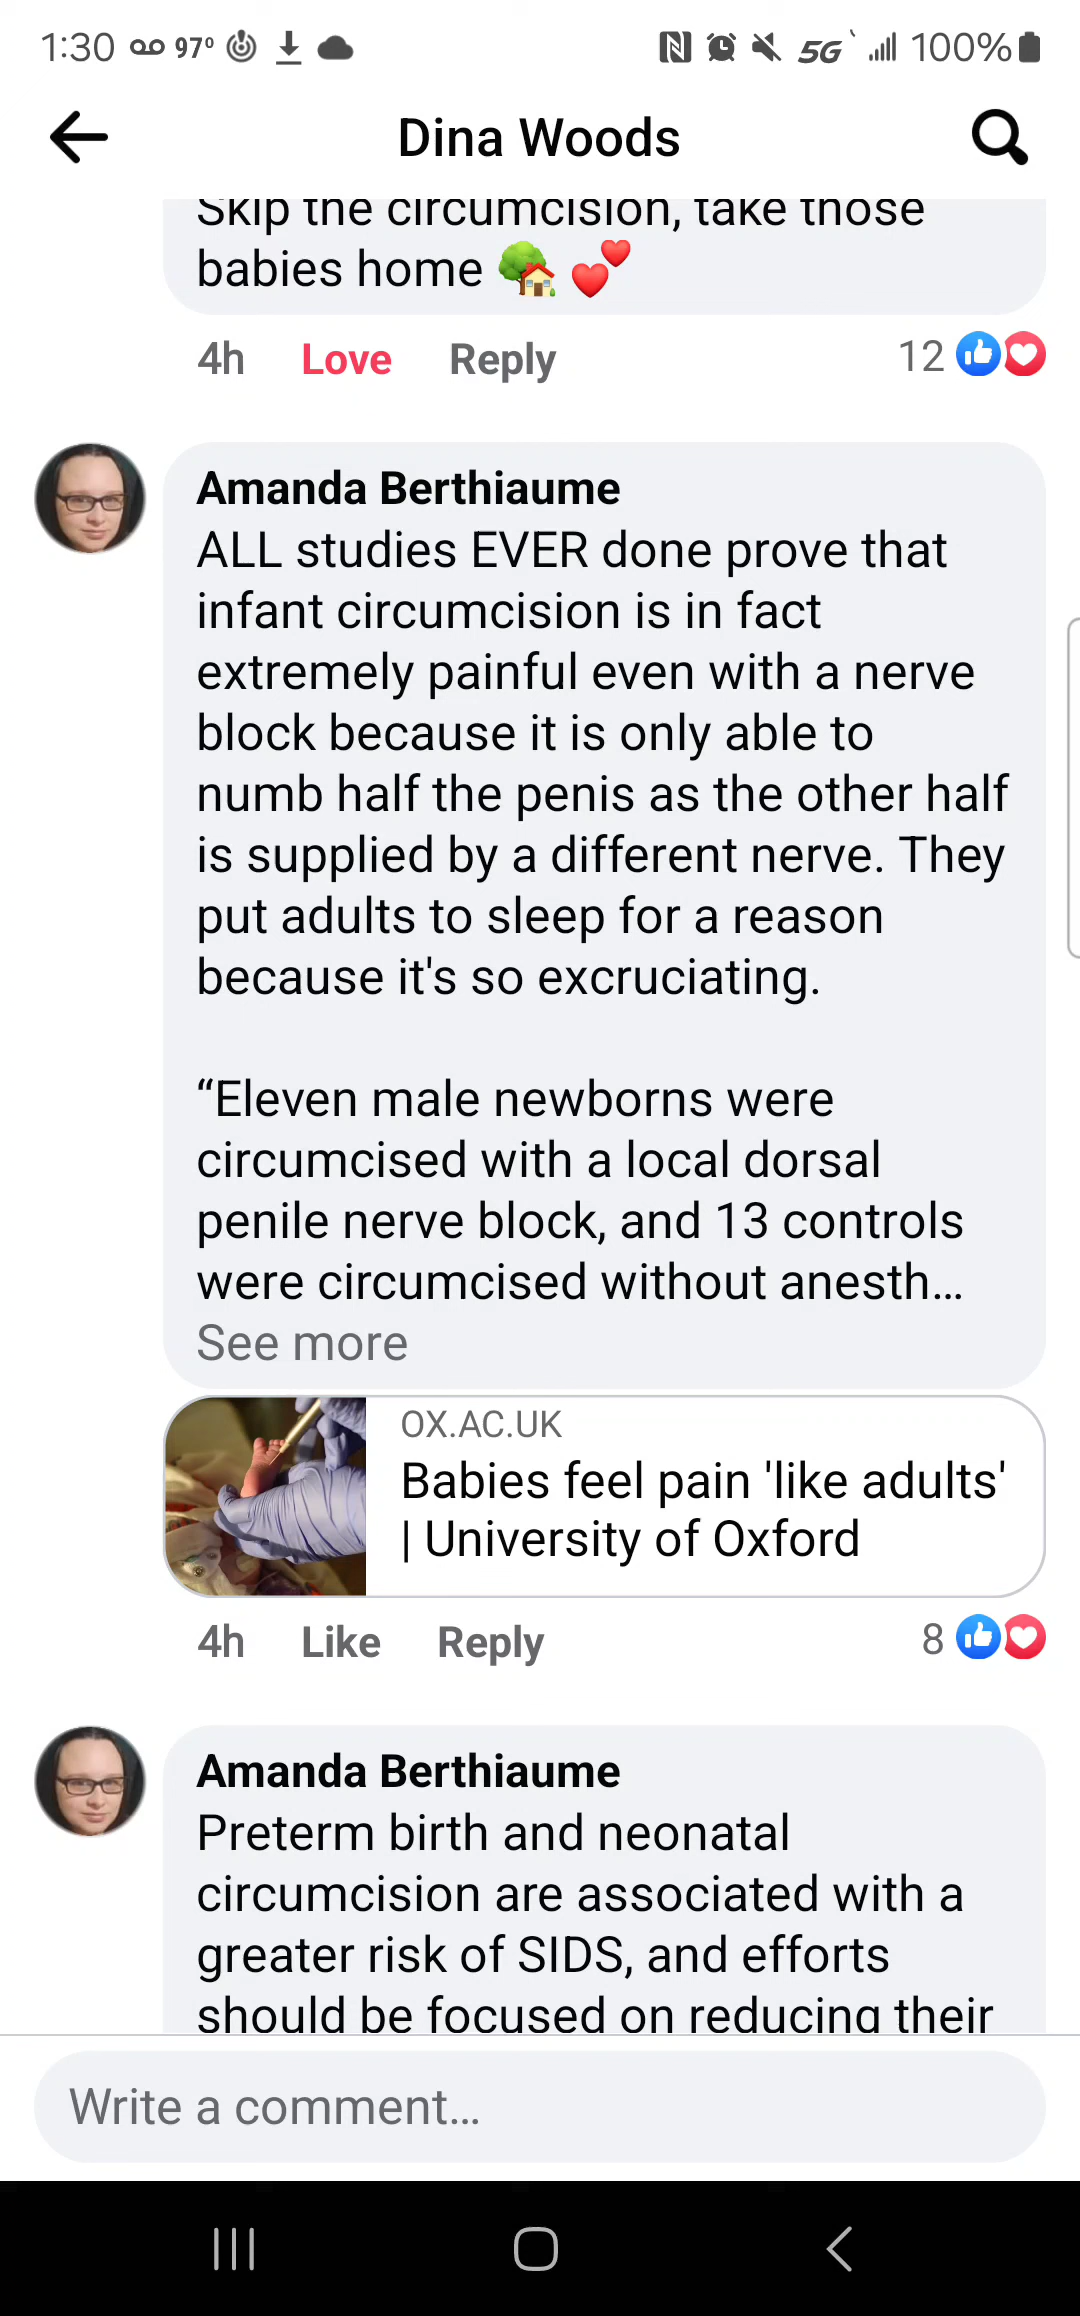 1:30 97° 5G 100%
Dina Woods
Skip the circumcision, take those
babies home 🏡 💕
4h Love Reply 12
Amanda Berthiaume
ALL studies EVER done prove that
infant circumcision is in fact
extremely painful even with a nerve
block because it is only able to
numb half the penis as the other half
is supplied by a different nerve. They
put adults to sleep for a reason
because it's so excruciating.
“Eleven male newborns were
circumcised with a local dorsal
penile nerve block, and 13 controls
were circumcised without anesth...
See more
OX.AC.UK
Babies feel pain 'like adults'
| University of Oxford
4h Like Reply 8
Amanda Berthiaume
Preterm birth and neonatal
circumcision are associated with a
greater risk of SIDS, and efforts
should be focused on reducing their
Write a comment...